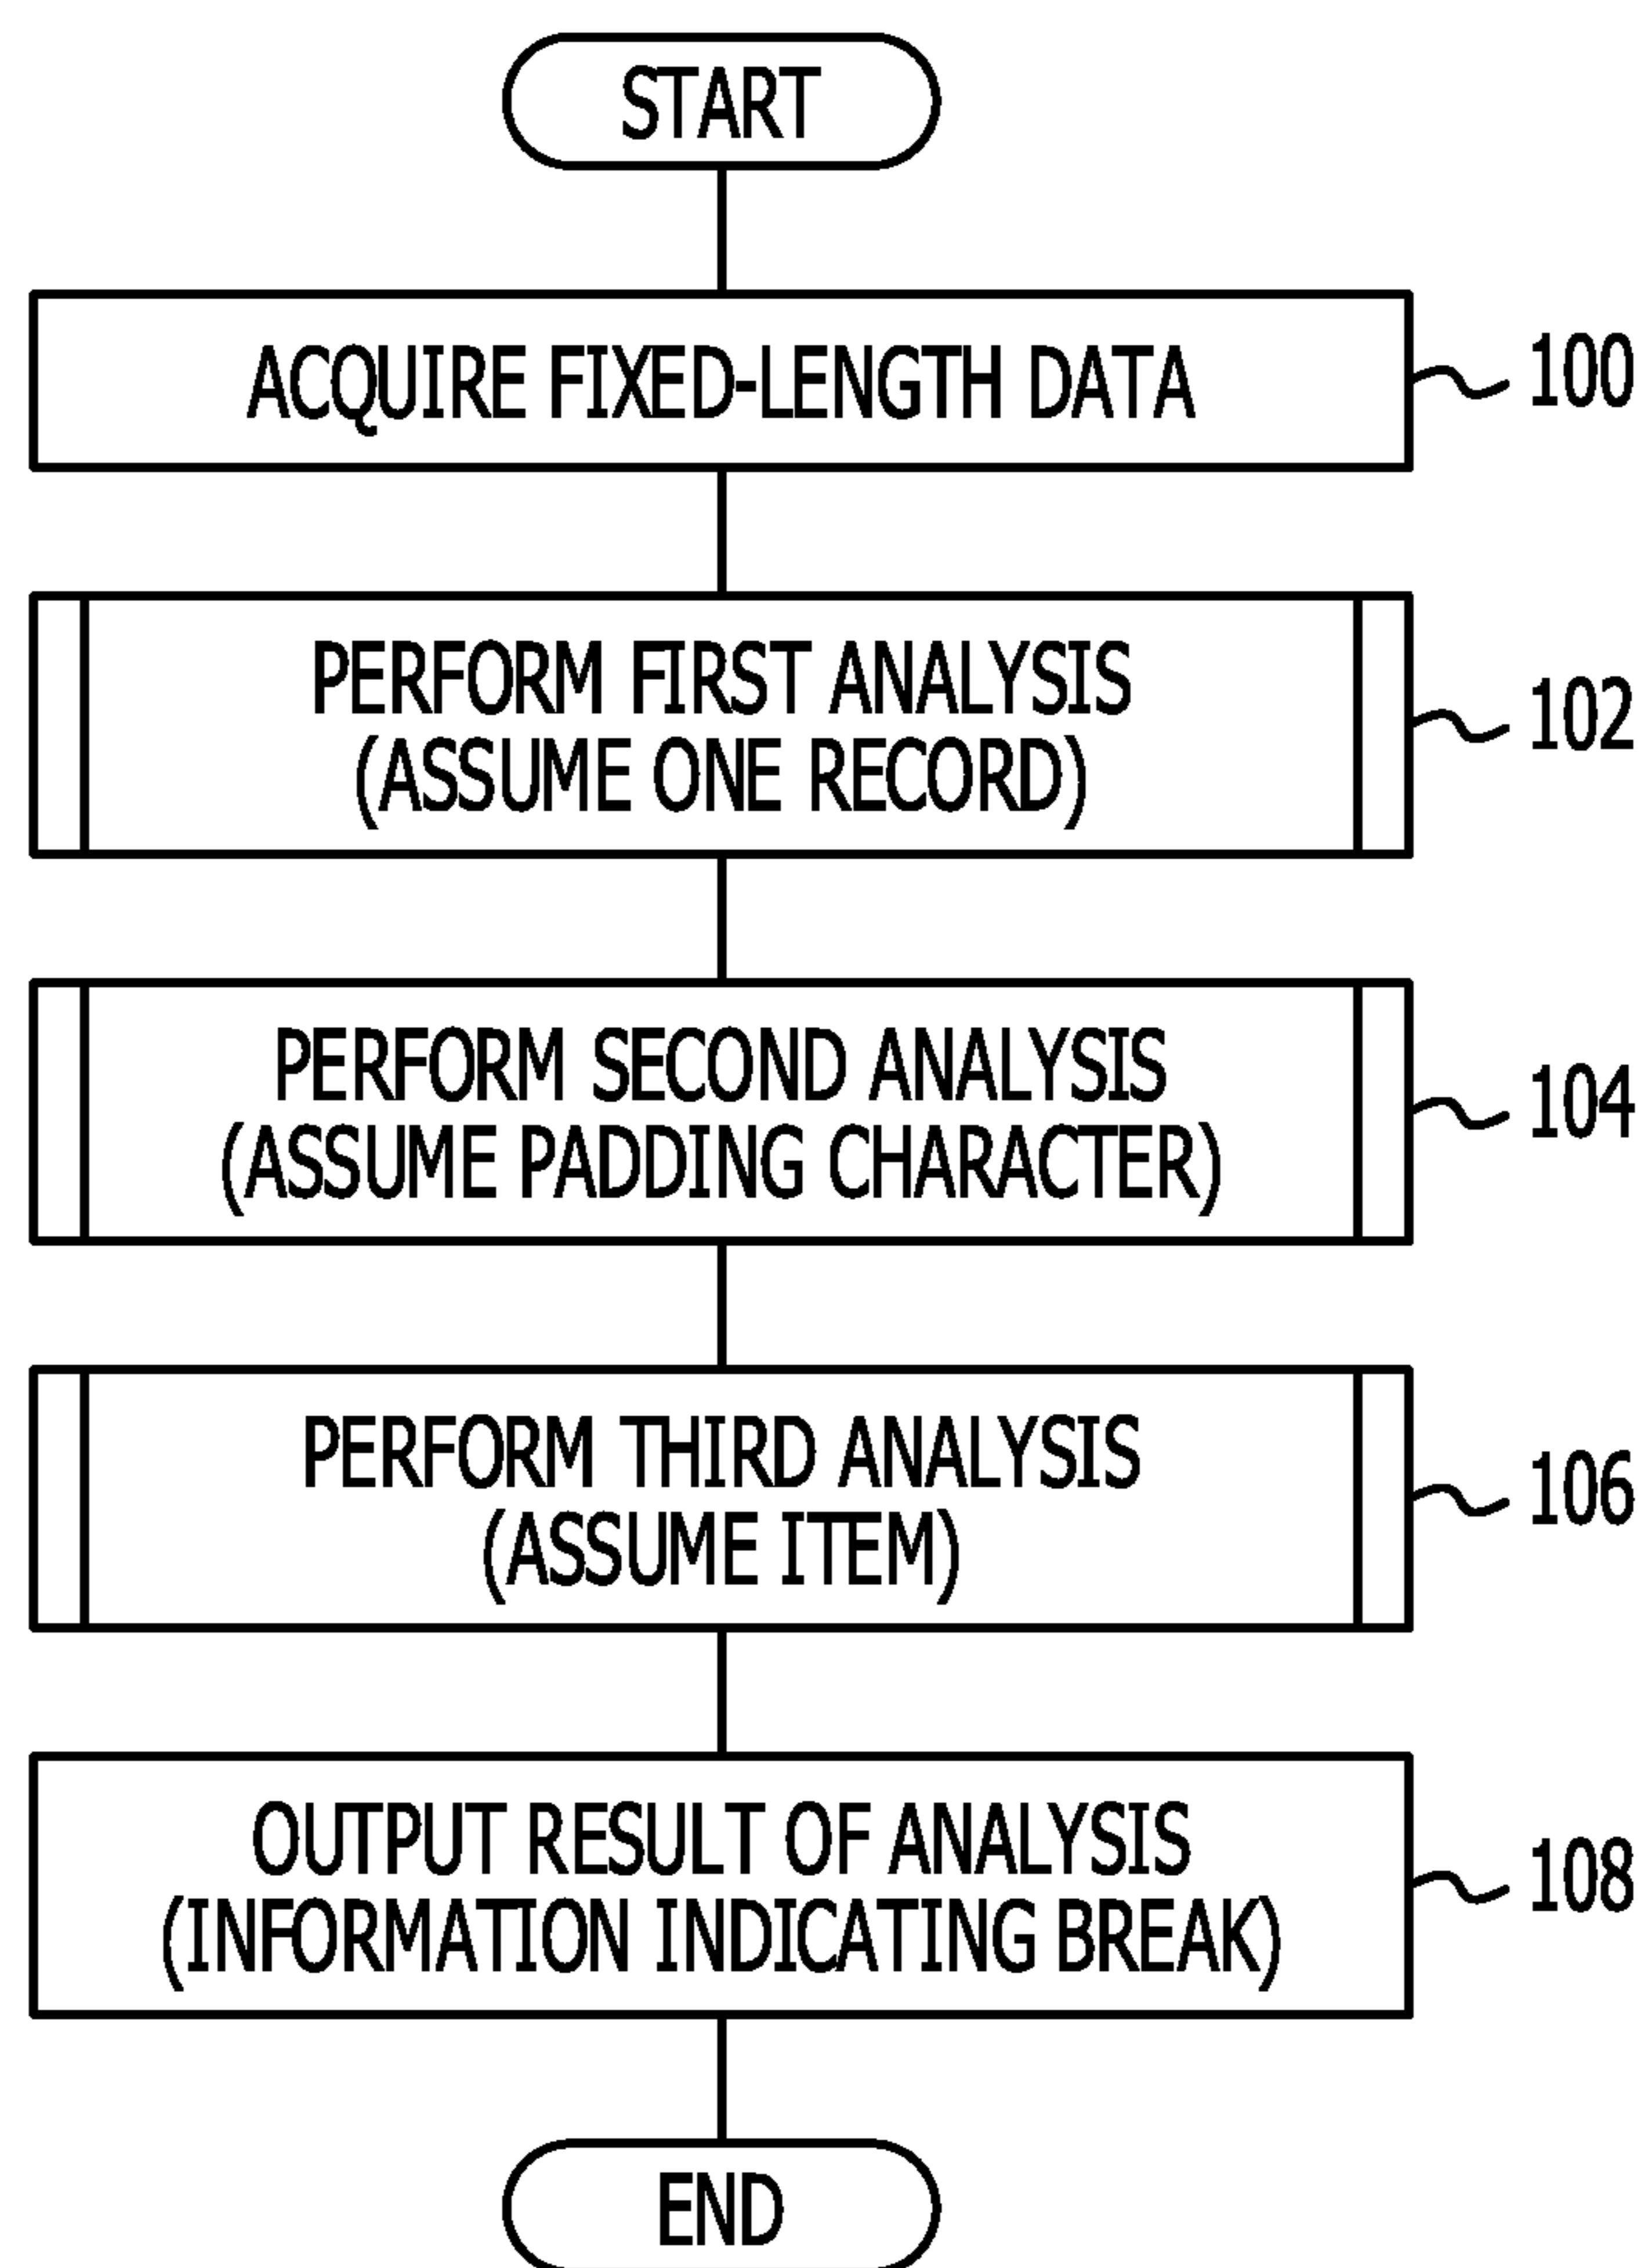 START
ACQUIRE FIXED-LENGTH DATA
100
PERFORM FIRST ANALYSIS
(ASSUME ONE RECORD)
102
PERFORM SECOND ANALYSIS
(ASSUME PADDING CHARACTER)
104
PERFORM THIRD ANALYSIS
(ASSUME ITEM)
106
OUTPUT RESULT OF ANALYSIS
(INFORMATION INDICATING BREAK)
108
END